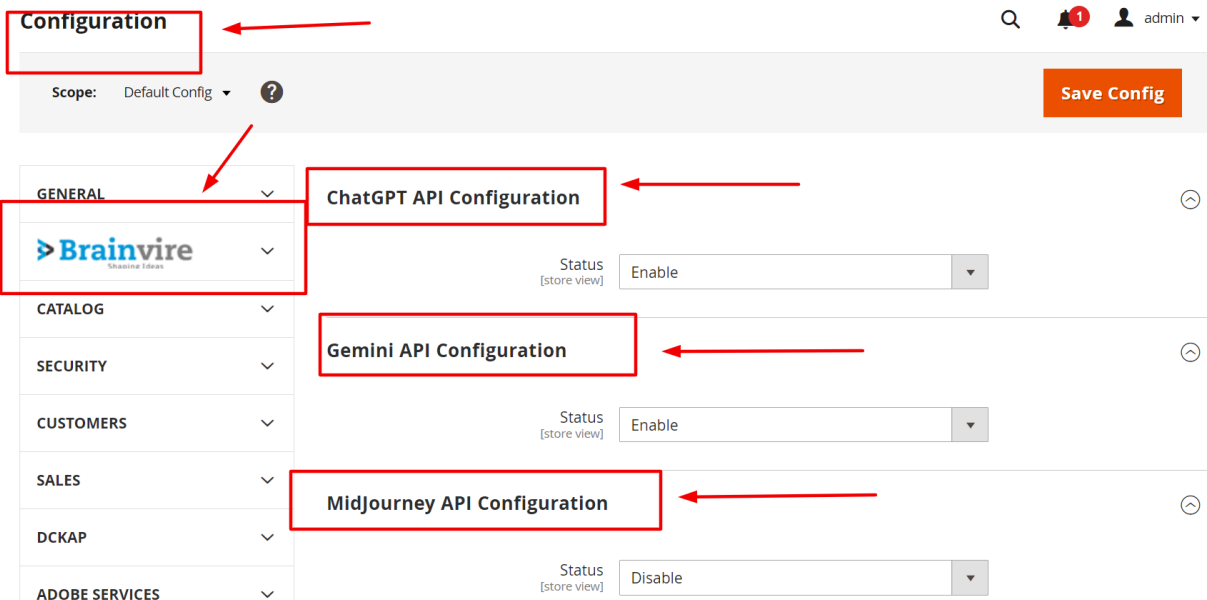 Configuration
1
admin
Scope:
Default Config
?
Save Config
GENERAL
Brainvire
Shaping Ideas
CATALOG
SECURITY
CUSTOMERS
SALES
DCKAP
ADOBE SERVICES
ChatGPT API Configuration
Status
[store view]
Enable
Gemini API Configuration
Status
[store view]
Enable
MidJourney API Configuration
Status
[store view]
Disable